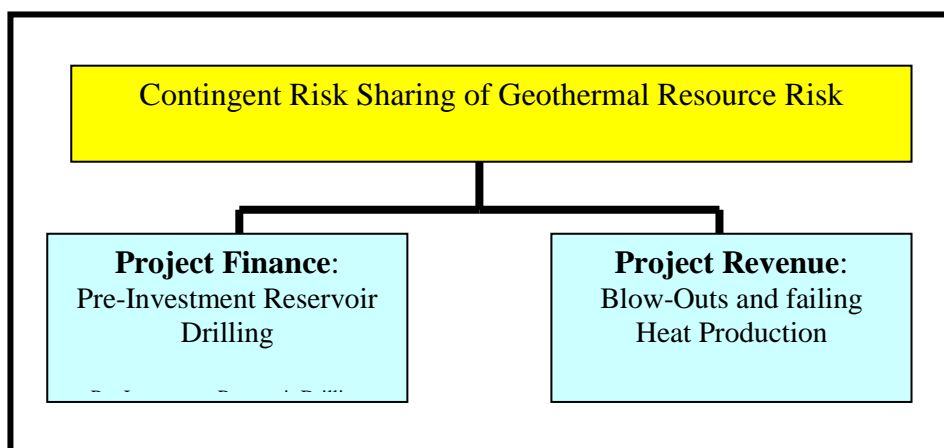 Contingent Risk Sharing of Geothermal Resource Risk
Project Finance:
Pre-Investment Reservoir
Drilling
Project Revenue:
Blow-Outs and failing
Heat Production